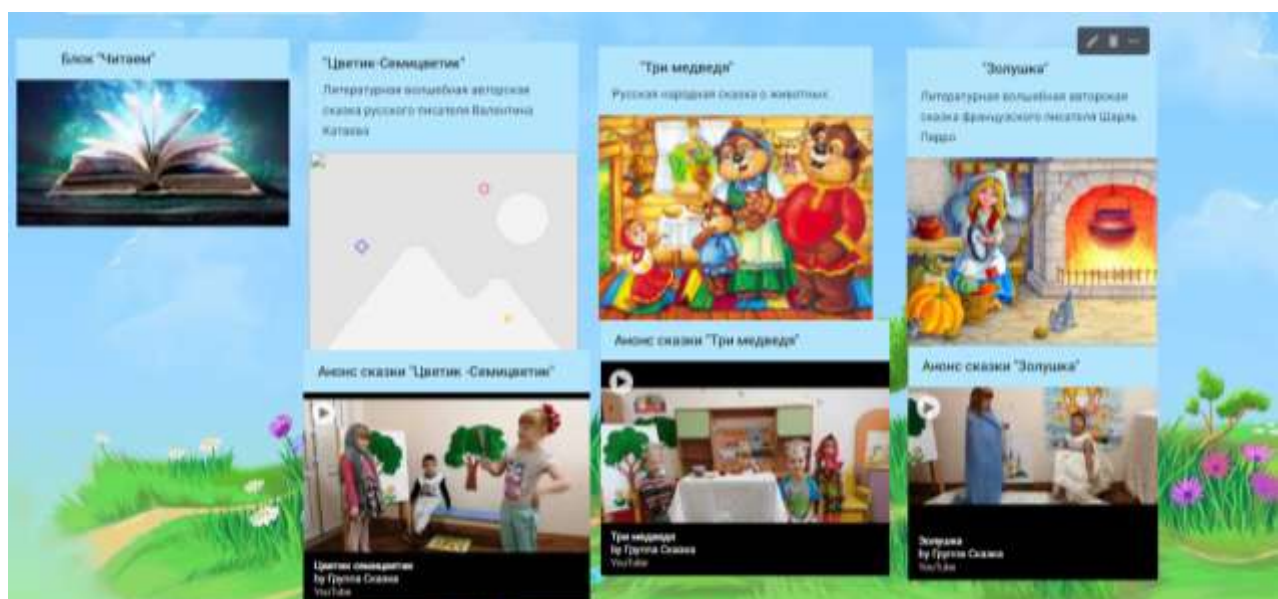 Блок "Читаем"
"Цветик-Семицветик"
Литературная волшебная авторская
сказка русского писателя Валентина
Катаева
Анонс сказки "Цветик -Семицветик"
Цветик семицветик
by Группа Сказка
YouTube
"Три медведя"
Русская народная сказка о животных
Анонс сказки "Три медведя"
Три медведя
by Группа Сказка
YouTube
"Золушка"
Литературная волшебная авторская
сказка французского писателя Шарль
Перро
Анонс сказки "Золушка"
Золушка
by Группа Сказка
YouTube